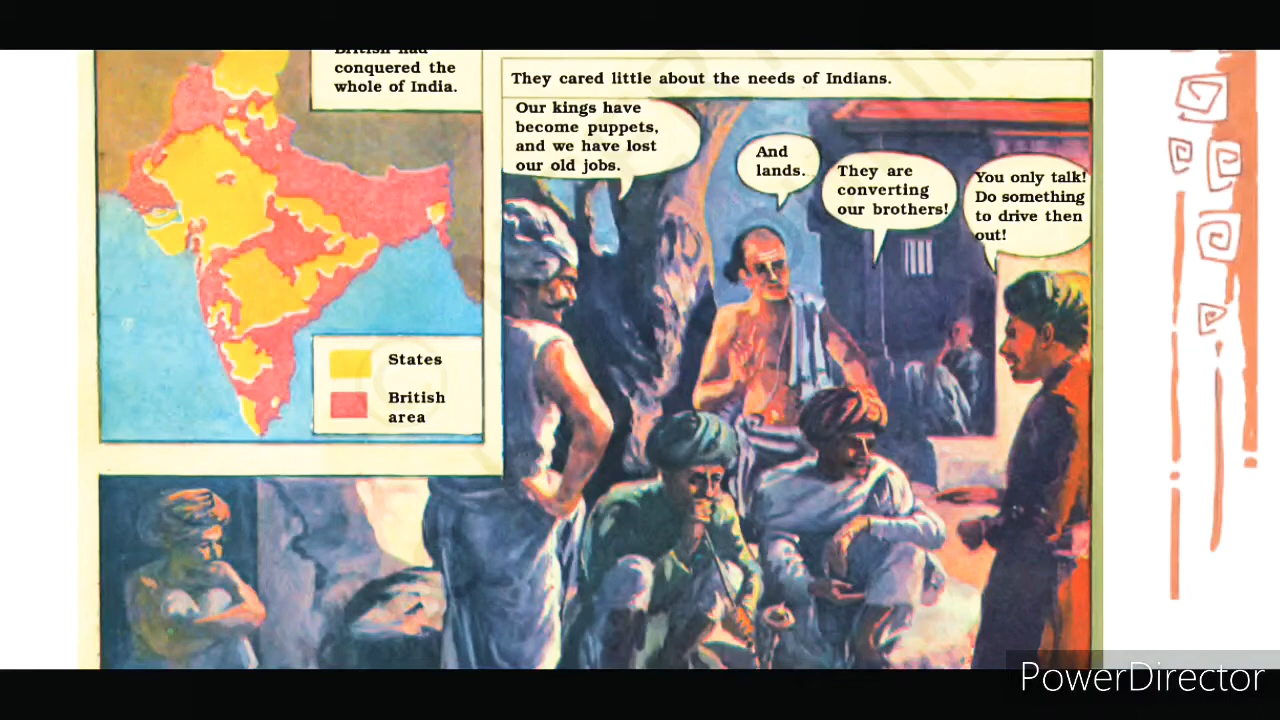 British had
conquered the
whole of India.
States
British
area
They cared little about the needs of Indians.
Our kings have
become puppets,
and we have lost
our old jobs.
And
lands.
They are
converting
our brothers!
You only talk!
Do something
to drive then
out!
PowerDirector